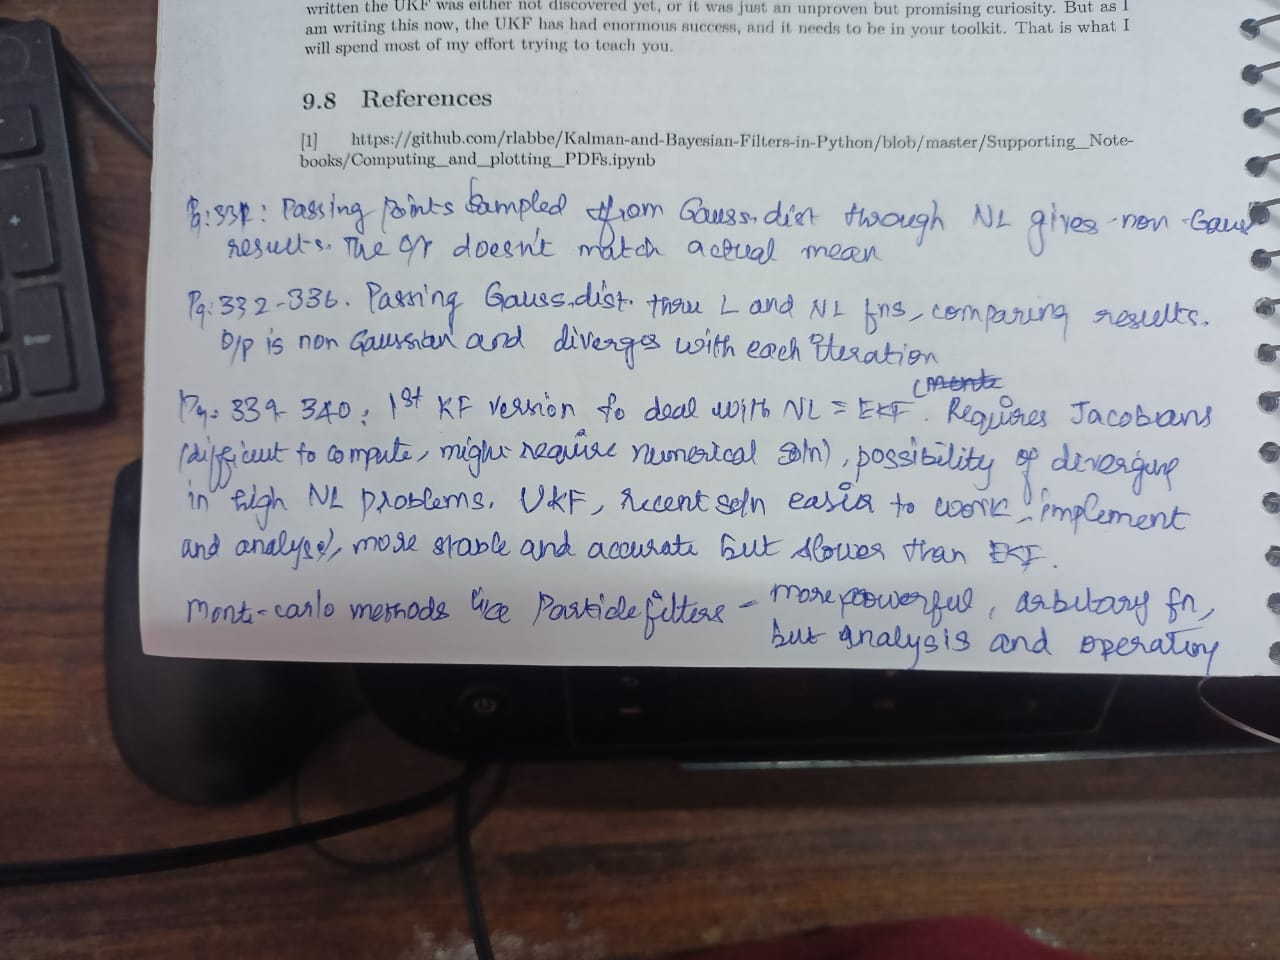 written the UKF was either not discovered yet, or it was just an unproven but promising curiosity. But as I
am writing this now, the UKF has had enormous success, and it needs to be in your toolkit. That is what I
will spend most of my effort trying to teach you.
9.8 References
[1] https://github.com/rlabbe/Kalman-and-Bayesian-Filters-in-Python/blob/master/Supporting_Note-
books/Computing_and_plotting_PDFs.ipynb
Passing points sampled from Gauss. dist through NL gives non-Gauss
results. The doesn't match actual mean
Pg: 332-336. Passing Gauss. dist. thru L and NL fns, comparing results.
O/p is non Gaussian and diverges with each iteration
Pg: 339-340: 1st KF version to deal with NL = EKF. Requires Jacobians
(difficult to compute, might require numerical soln), possibility of diverging
in high NL problems. UKF, recent soln easier to work, implement
and analyse, more stable and accurate but slower than EKF.
Monte-carlo methods like Particle filters - more powerful, arbitary fn,
but analysis and operation